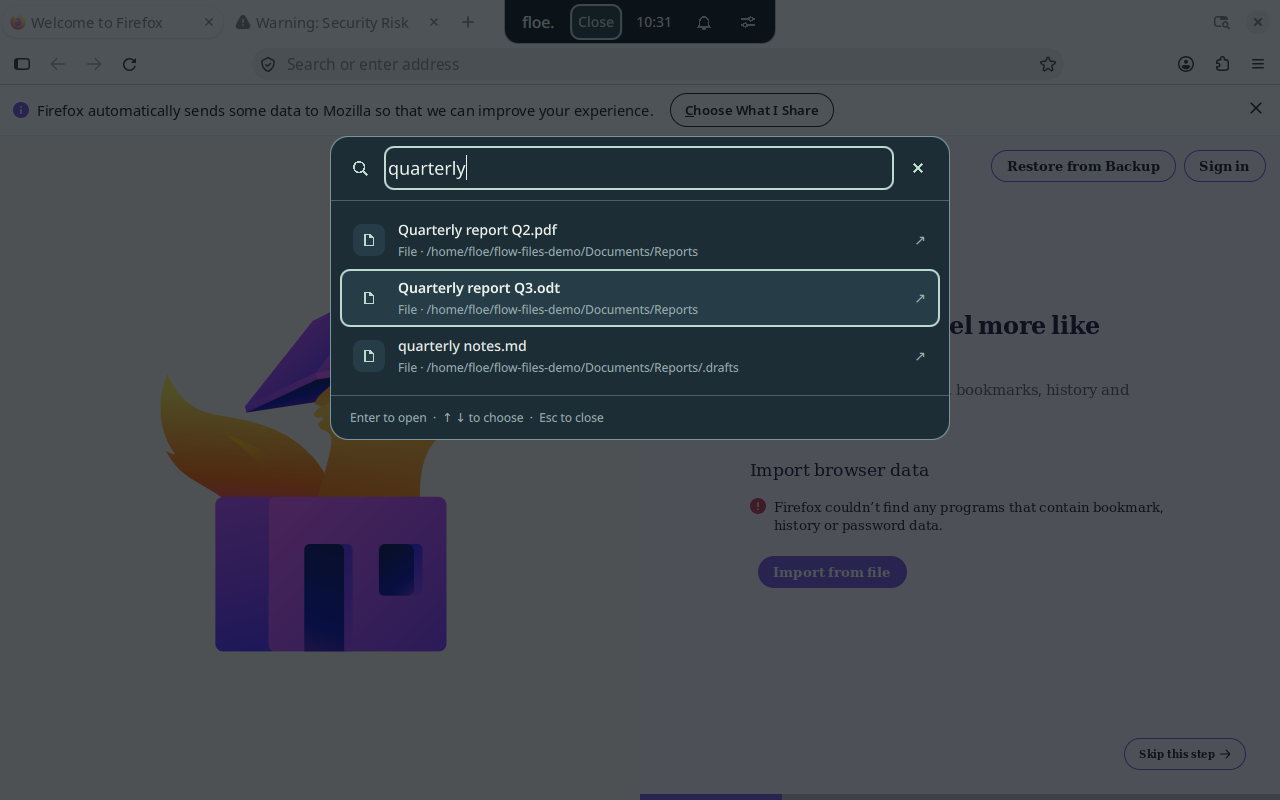 Welcome to Firefox
Warning: Security Risk
floe.
Close
10:31
Search or enter address
Firefox automatically sends some data to Mozilla so that we can improve your experience.
Choose What I Share
quarterly
Restore from Backup
Sign in
Quarterly report Q2.pdf
File · /home/floe/flow-files-demo/Documents/Reports
Quarterly report Q3.odt
File · /home/floe/flow-files-demo/Documents/Reports
quarterly notes.md
File · /home/floe/flow-files-demo/Documents/Reports/.drafts
Enter to open · ↑ ↓ to choose · Esc to close
more like
bookmarks, history and
Import browser data
Firefox couldn't find any programs that contain bookmark,
history or password data.
Import from file
Skip this step →